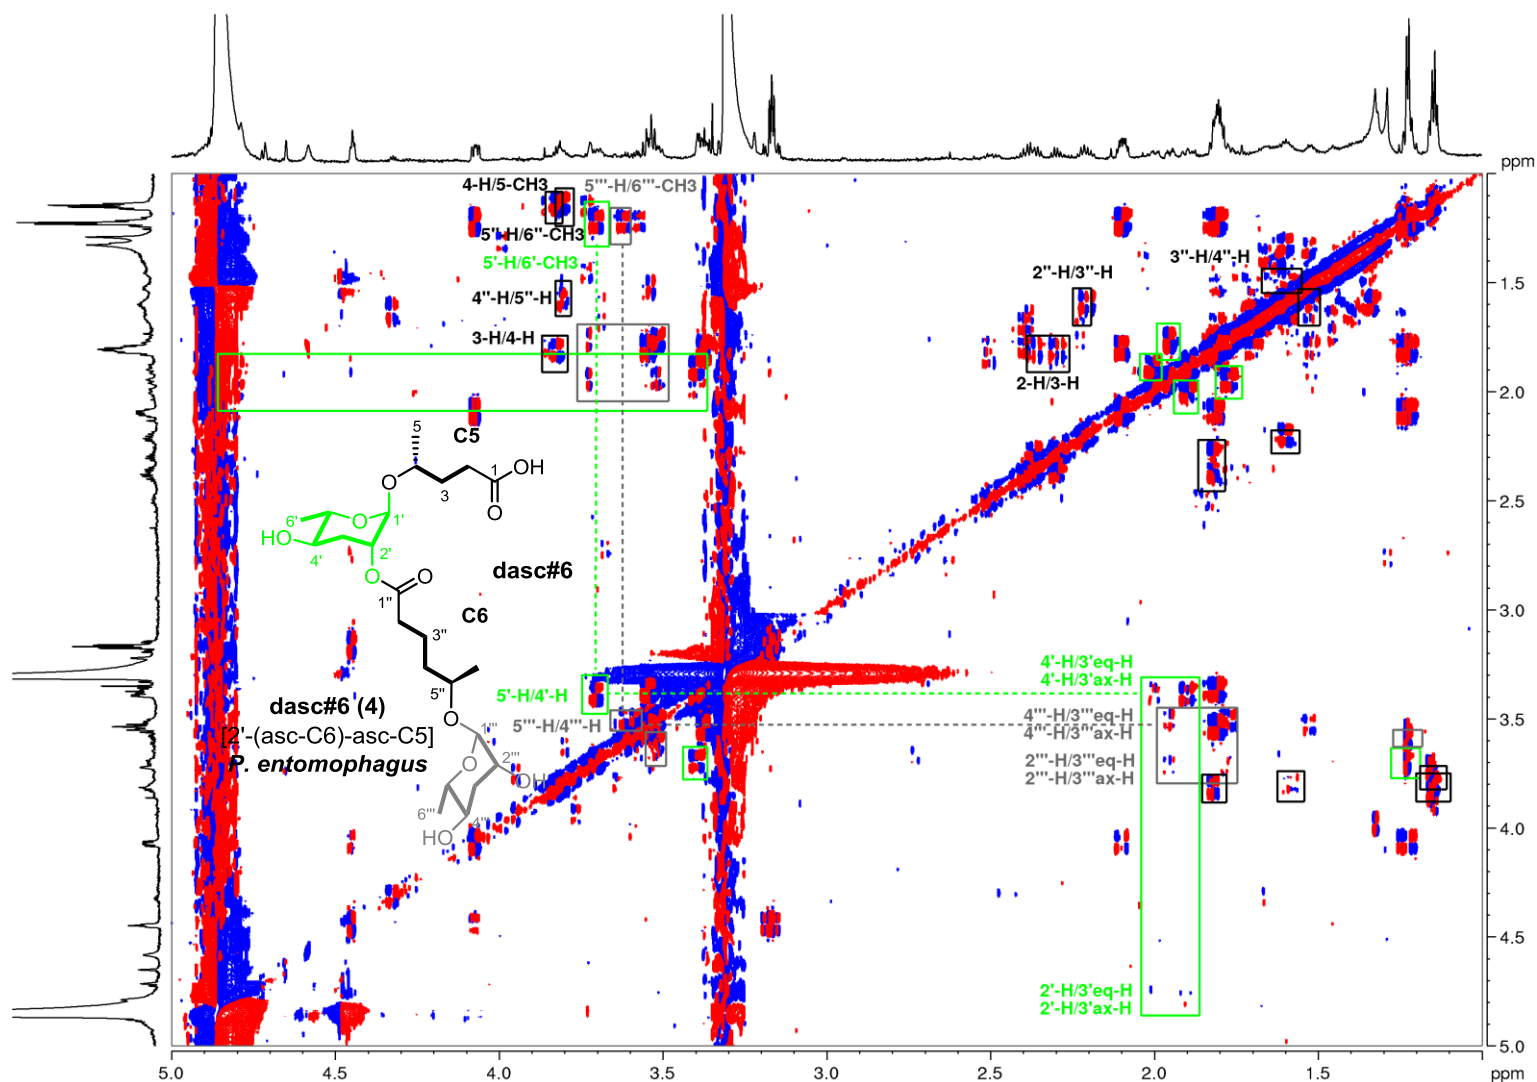 ppm
4-H/5-CH3
5'''-H/6'''-CH3
5''-H/6''-CH3
5'-H/6'-CH3
4''-H/5''-H
3-H/4-H
2''-H/3''-H
3''-H/4''-H
2-H/3-H
1.5
2.0
2.5
3.0
3.5
4.0
4.5
5.0
5
C5
1
OH
O
3
O
6'
O
1'
HO
4'
2'
O
O
1''
dasc#6
C6
3''
5''
O
1'''
2'''
O
OH
6'''
4'''
HO
dasc#6 (4)
[2'-(asc-C6)-asc-C5]
P. entomophagus
5'-H/4'-H
5'''-H/4'''-H
4'-H/3'eq-H
4'-H/3'ax-H
4'''-H/3'''eq-H
4'''-H/3'''ax-H
2'''-H/3'''eq-H
2'''-H/3'''ax-H
2'-H/3'eq-H
2'-H/3'ax-H
5.0 4.5 4.0 3.5 3.0 2.5 2.0 1.5 ppm